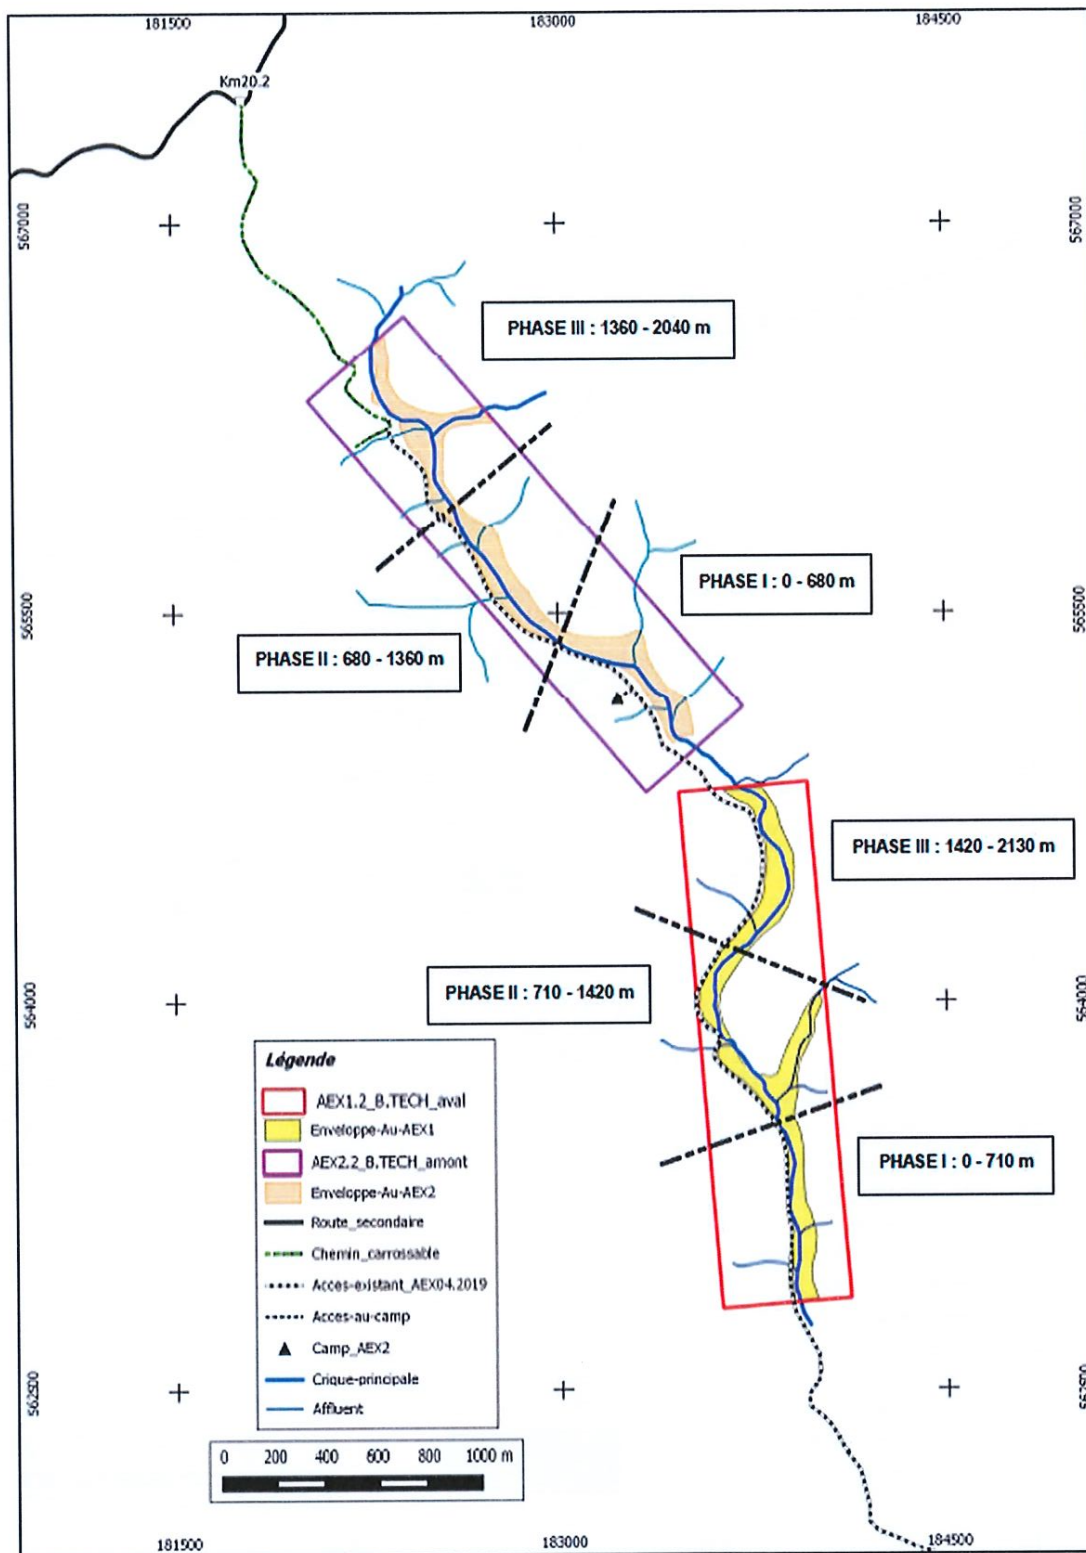 181500 183000 184500
Km20.2
567000 567000
PHASE III : 1360 - 2040 m
PHASE I : 0 - 680 m
565500 565500
PHASE II : 680 - 1360 m
PHASE III : 1420 - 2130 m
PHASE II : 710 - 1420 m
564000 564000
PHASE I : 0 - 710 m
Légende
AEX1.2_B.TECH_aval
Enveloppe-Au-AEX1
AEX2.2_B.TECH_amont
Enveloppe-Au-AEX2
Route_secondaire
Chemin_carrossable
Acces-existant_AEX04.2019
Acces-au-camp
Camp_AEX2
Crique-principale
Affluent
0 200 400 600 800 1000 m
181500 183000 184500